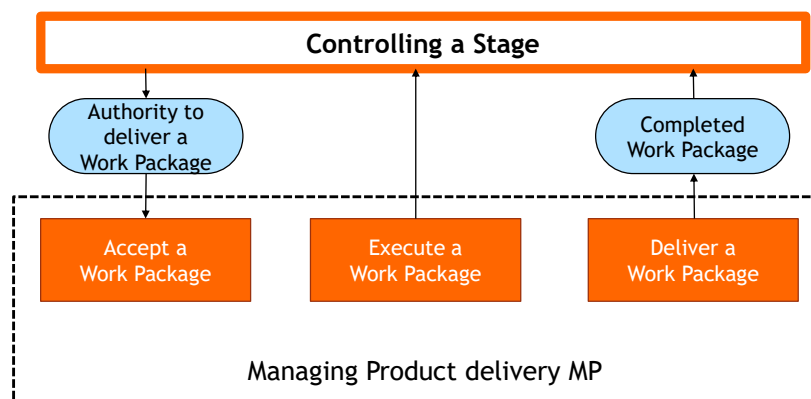 Controlling a Stage
Authority to
deliver a
Work Package
Completed
Work Package
Accept a
Work Package
Execute a
Work Package
Deliver a
Work Package
Managing Product delivery MP